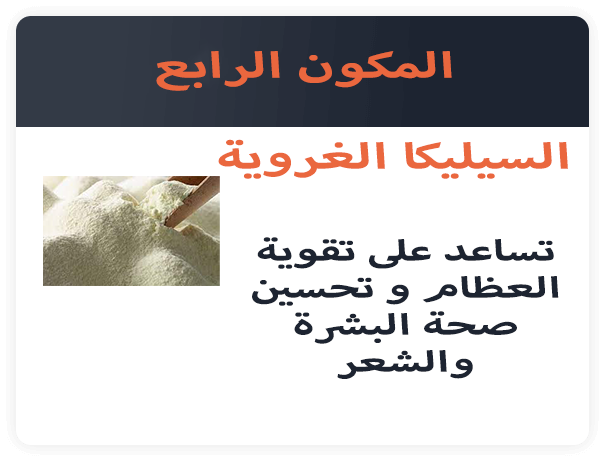 المكون الرابع
السيليكا الغروية
تساعد على تقوية
العظام و تحسين
صحة البشرة
والشعر